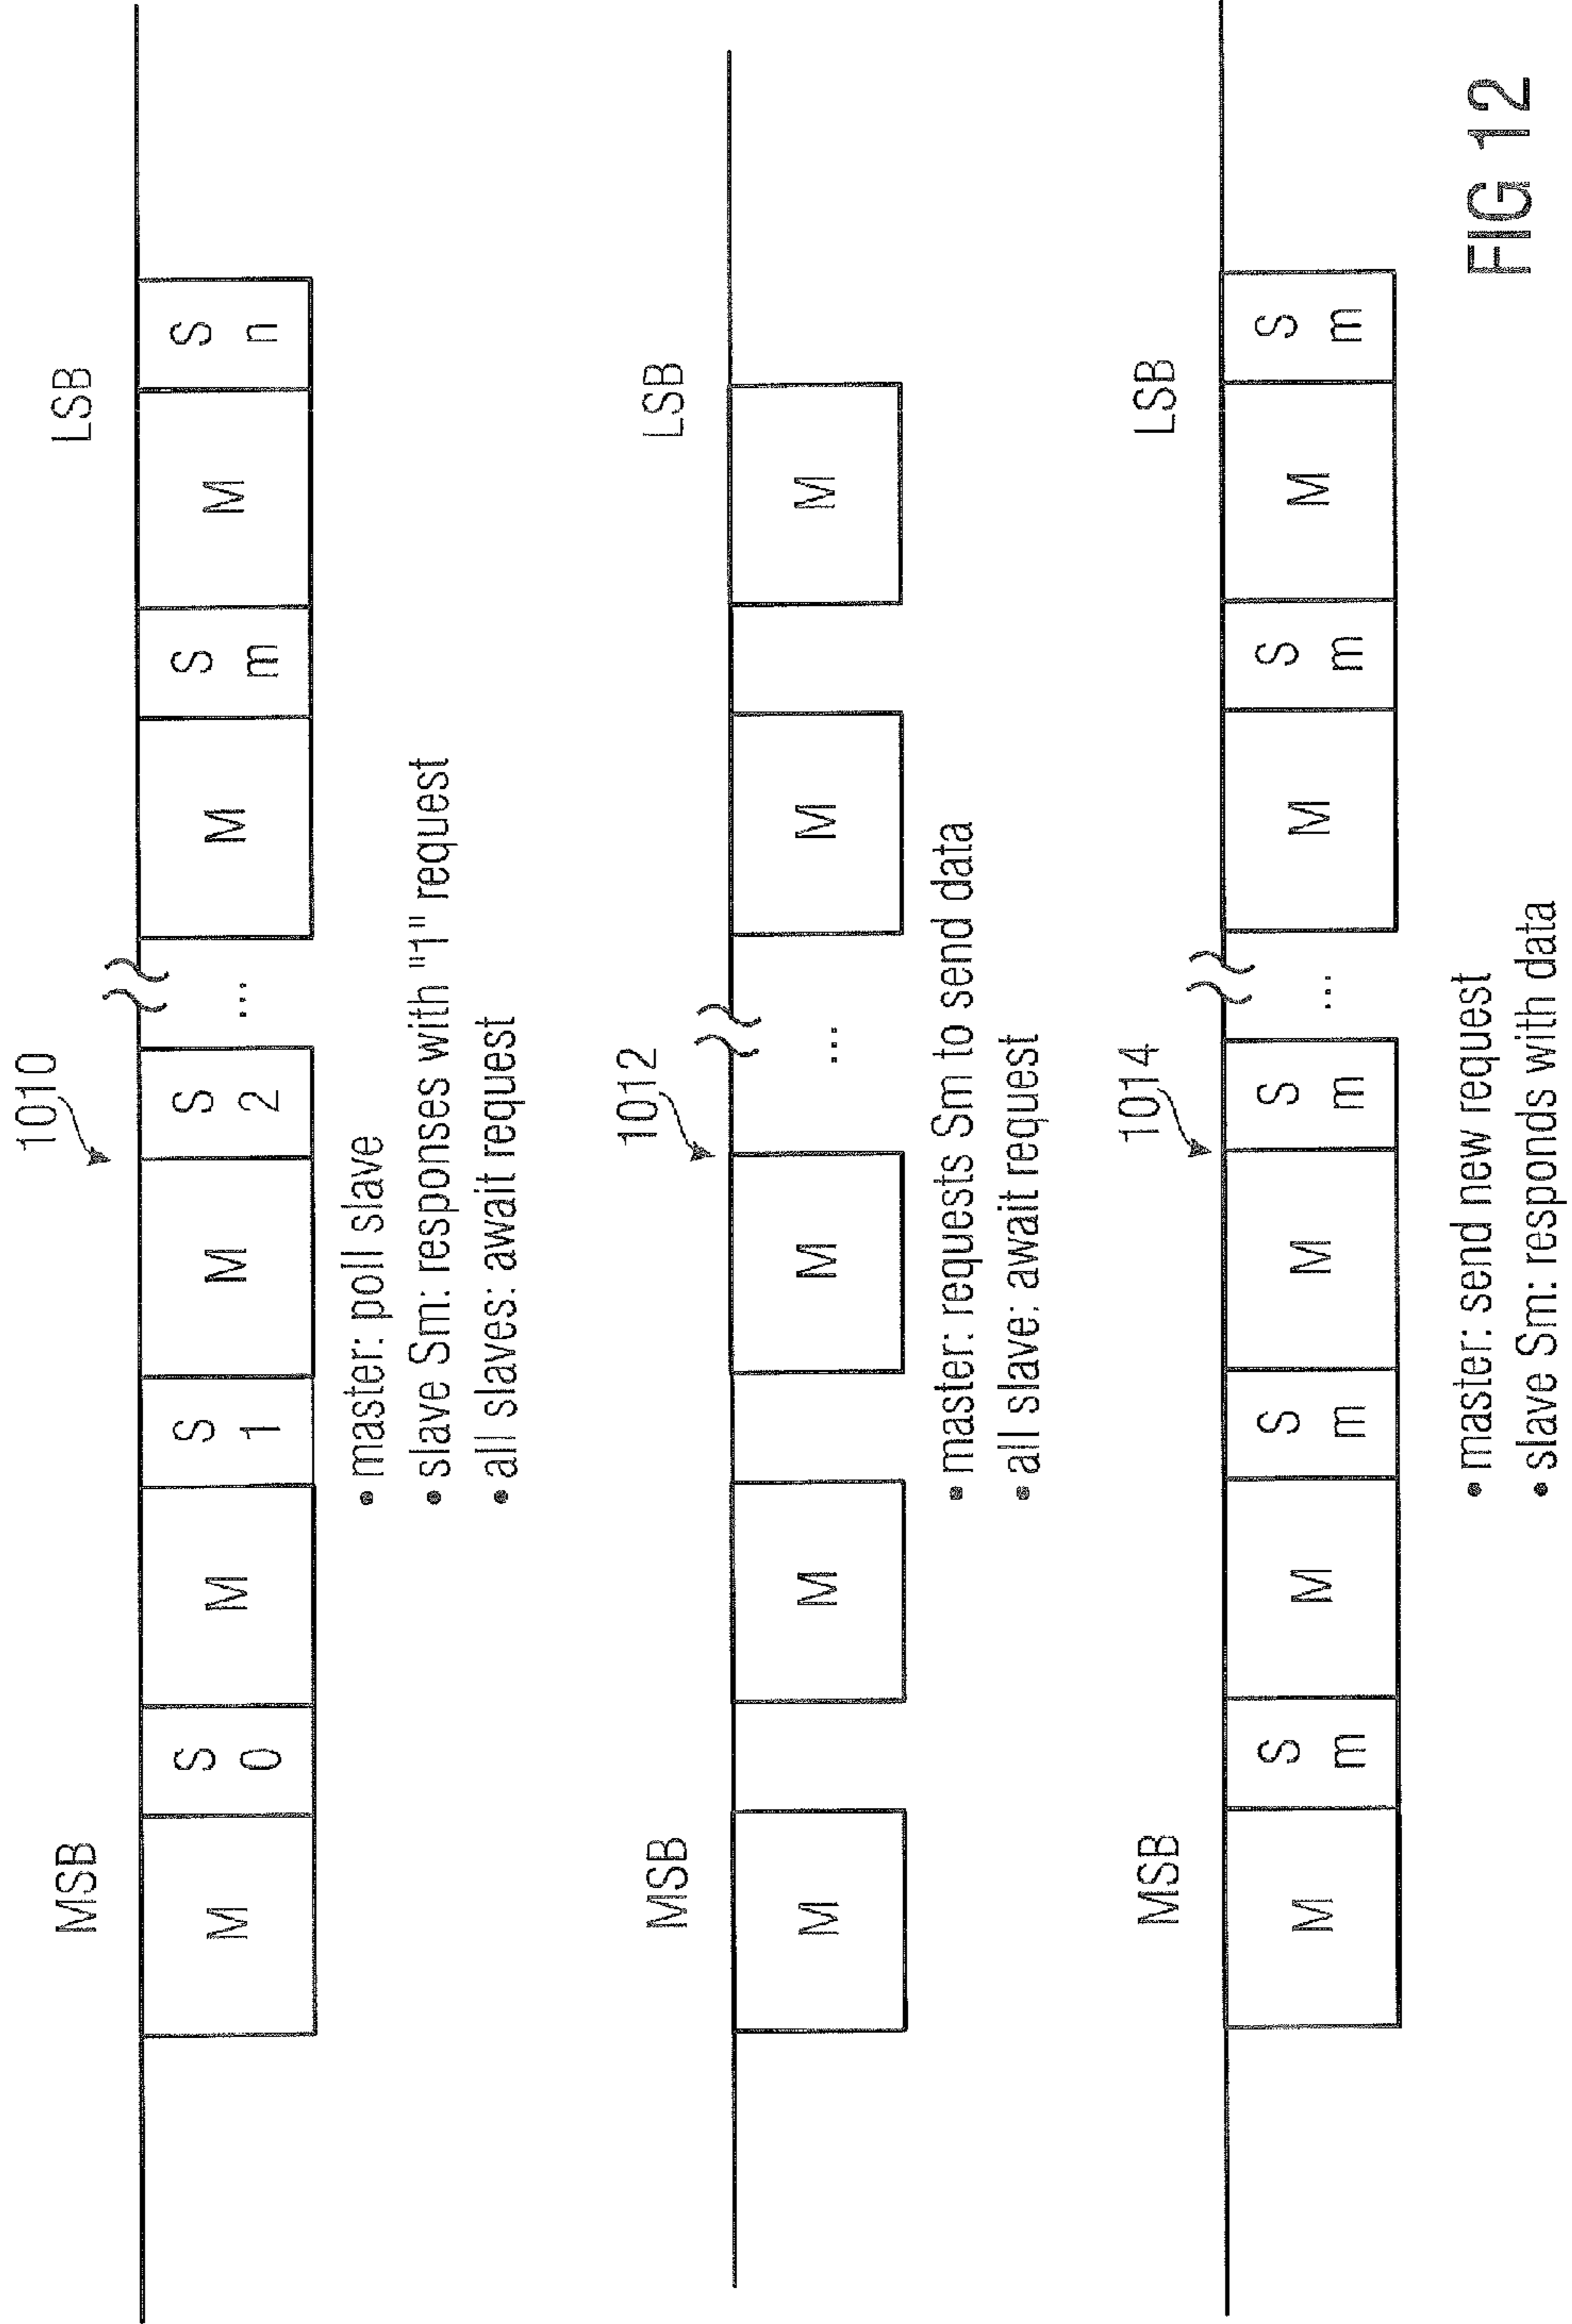 1010
MSB LSB
M S 0 M S 1 M S 2 ... M S m M S n
• master: poll slave
• slave Sm: responses with "1" request
• all slaves: await request
1012
MSB LSB
M M M ... M M
• master: requests Sm to send data
• all slave: await request
1014
MSB LSB
M S m M S m M S m ... M S m M S m
• master: send new request
• slave Sm: responds with data
FIG 12